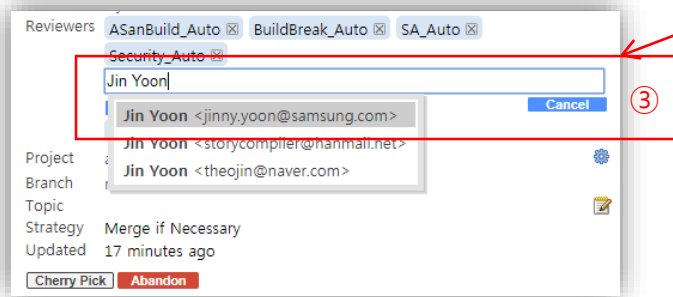 Reviewers ASanBuild_Auto ☒ BuildBreak_Auto ☒ SA_Auto ☒
Security_Auto ☒
Jin Yoon
Cancel
③
Jin Yoon <jinny.yoon@samsung.com>
Jin Yoon <storycompiler@hanmail.net>
Jin Yoon <theojin@naver.com>
Project
Branch
Topic
Strategy Merge if Necessary
Updated 17 minutes ago
Cherry Pick Abandon